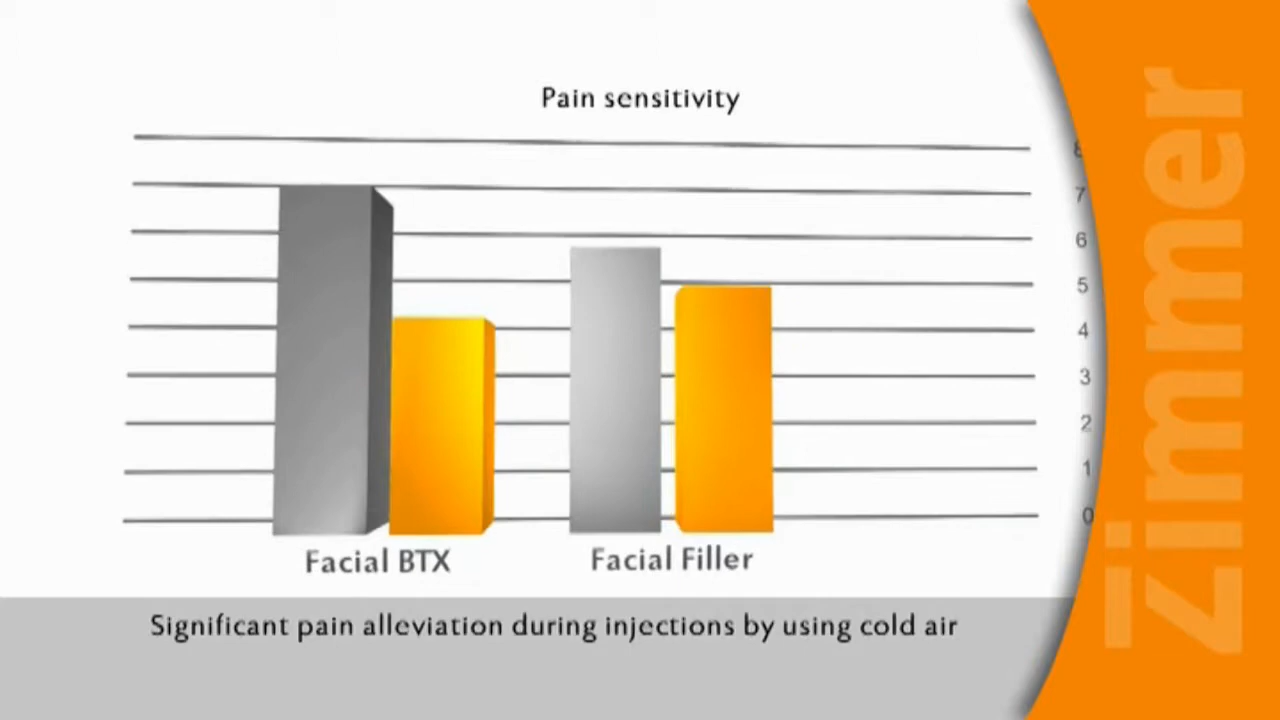 Pain sensitivity
8
7
6
5
4
3
2
1
0
Facial BTX
Facial Filler
Significant pain alleviation during injections by using cold air
zimmer